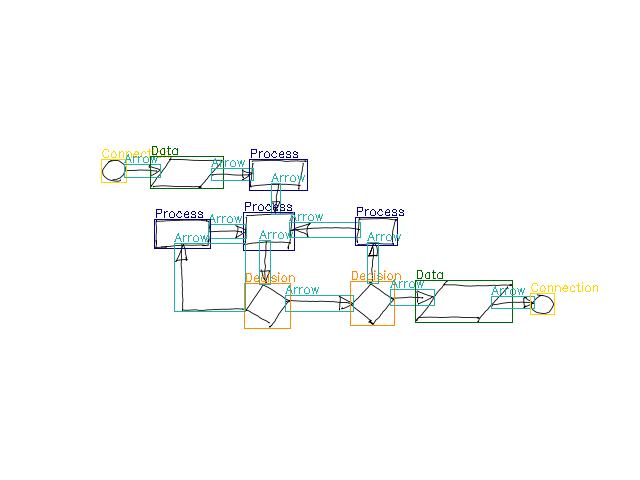 Connect
Arrow
Data
Arrow
Process
Arrow
Process
Arrow
Arrow
Process
Arrow
Process
Arrow
Arrow
Decision
Arrow
Decision
Arrow
Data
Arrow
Connection